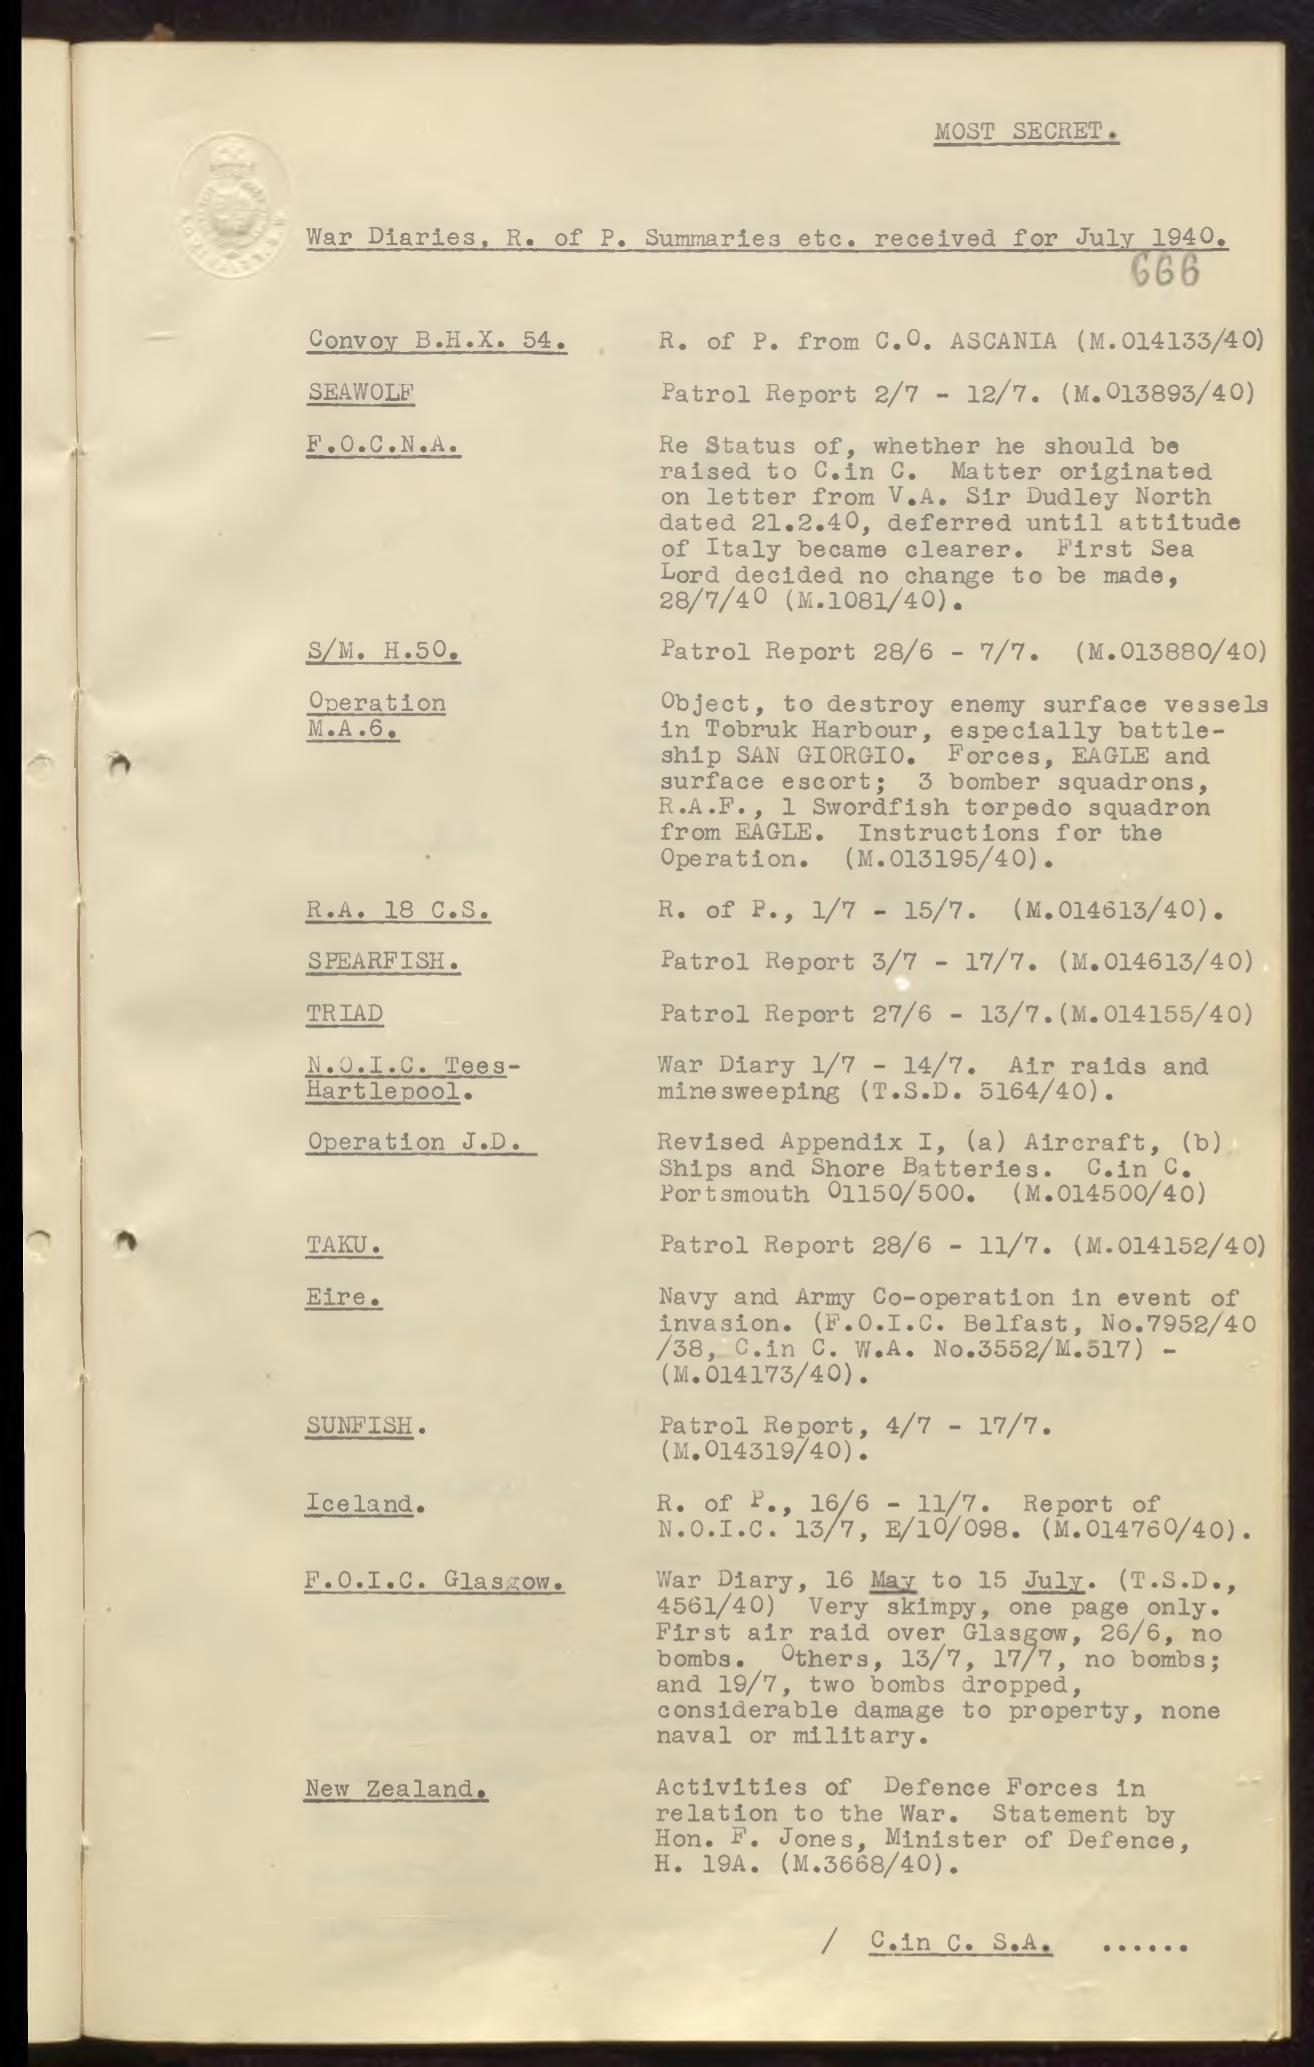 MOST SECRET.
War Diaries, R. of P. Summaries etc. received for July 1940.
666
Convoy B.H.X. 54. R. of P. from C.O. ASCANIA (M.014133/40)
SEAWOLF Patrol Report 2/7 - 12/7. (M.013893/40)
F.O.C.N.A. Re Status of, whether he should be
raised to C.in C. Matter originated
on letter from V.A. Sir Dudley North
dated 21.2.40, deferred until attitude
of Italy became clearer. First Sea
Lord decided no change to be made,
28/7/40 (M.1081/40).
S/M. H.50. Patrol Report 28/6 - 7/7. (M.013880/40)
Operation Object, to destroy enemy surface vessels
M.A.6. in Tobruk Harbour, especially battle-
ship SAN GIORGIO. Forces, EAGLE and
surface escort; 3 bomber squadrons,
R.A.F., 1 Swordfish torpedo squadron
from EAGLE. Instructions for the
Operation. (M.013195/40).
R.A. 18 C.S. R. of P., 1/7 - 15/7. (M.014613/40).
SPEARFISH. Patrol Report 3/7 - 17/7. (M.014613/40).
TRIAD Patrol Report 27/6 - 13/7.(M.014155/40)
N.O.I.C. Tees- War Diary 1/7 - 14/7. Air raids and
Hartlepool. minesweeping (T.S.D. 5164/40).
Operation J.D. Revised Appendix I, (a) Aircraft, (b)
Ships and Shore Batteries. C.in C.
Portsmouth 01150/500. (M.014500/40)
TAKU. Patrol Report 28/6 - 11/7. (M.014152/40)
Eire. Navy and Army Co-operation in event of
invasion. (F.O.I.C. Belfast, No.7952/40
/38, C.in C. W.A. No.3552/M.517) -
(M.014173/40).
SUNFISH. Patrol Report, 4/7 - 17/7.
(M.014319/40).
Iceland. R. of P., 16/6 - 11/7. Report of
N.O.I.C. 13/7, E/10/098. (M.014760/40).
F.O.I.C. Glasgow. War Diary, 16 May to 15 July. (T.S.D.,
4561/40) Very skimpy, one page only.
First air raid over Glasgow, 26/6, no
bombs. Others, 13/7, 17/7, no bombs;
and 19/7, two bombs dropped,
considerable damage to property, none
naval or military.
New Zealand. Activities of Defence Forces in
relation to the War. Statement by
Hon. F. Jones, Minister of Defence,
H. 19A. (M.3668/40).
/ C.in C. S.A. ......